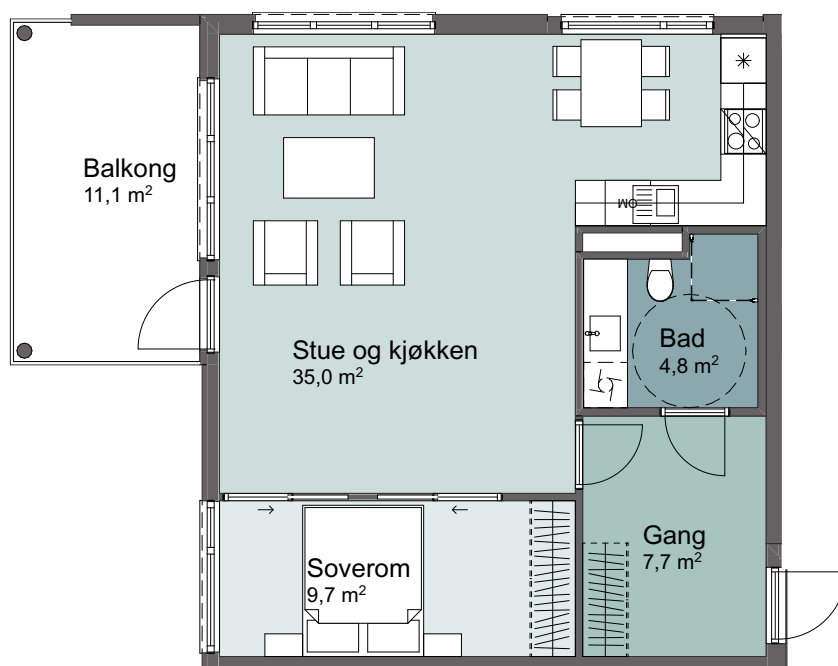 Balkong
11,1 m²
OM
Stue og kjøkken
35,0 m²
Bad
4,8 m²
Soverom
9,7 m²
Gang
7,7 m²